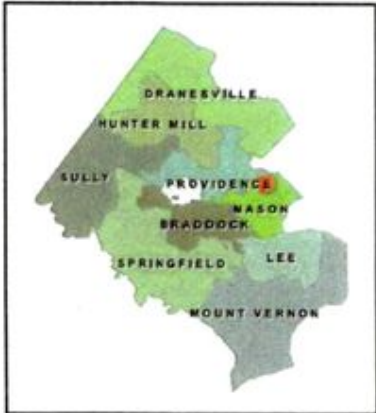 DRANESVILLE
HUNTER MILL
SULLY
PROVIDENCE
MASON
BRADDOCK
LEE
SPRINGFIELD
MOUNT VERNON